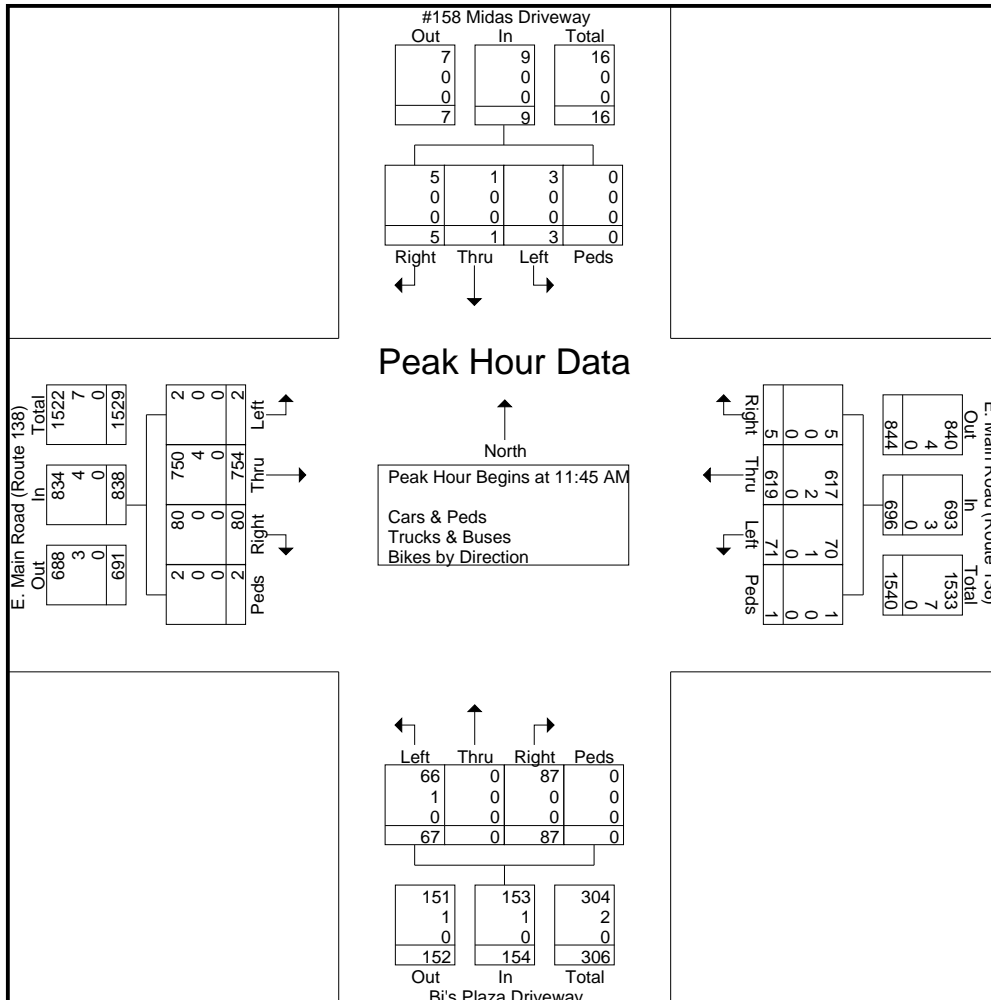 #158 Midas Driveway
Out In Total
7 9 16
0 0 0
0 0 0
7 9 16
5 1 3 0
0 0 0 0
0 0 0 0
5 1 3 0
Right Thru Left Peds
Peak Hour Data
North
Peak Hour Begins at 11:45 AM
Cars & Peds
Trucks & Buses
Bikes by Direction
E. Main Road (Route 138)
Out In Total
688 834 1522
3 4 7
0 0 0
691 838 1529
Peds Right Thru Left
2 80 750 2
0 0 4 0
0 0 0 0
2 80 754 2
E. Main Road (Route 138)
Out In Total
840 693 1533
4 3 7
0 0 0
844 696 1540
5 617 70 1
0 2 1 0
0 0 0 0
5 619 71 1
Right Thru Left Peds
Left Thru Right Peds
66 0 87 0
1 0 0 0
0 0 0 0
67 0 87 0
151 153 304
1 1 2
0 0 0
152 154 306
Out In Total
Bi's Plaza Driveway